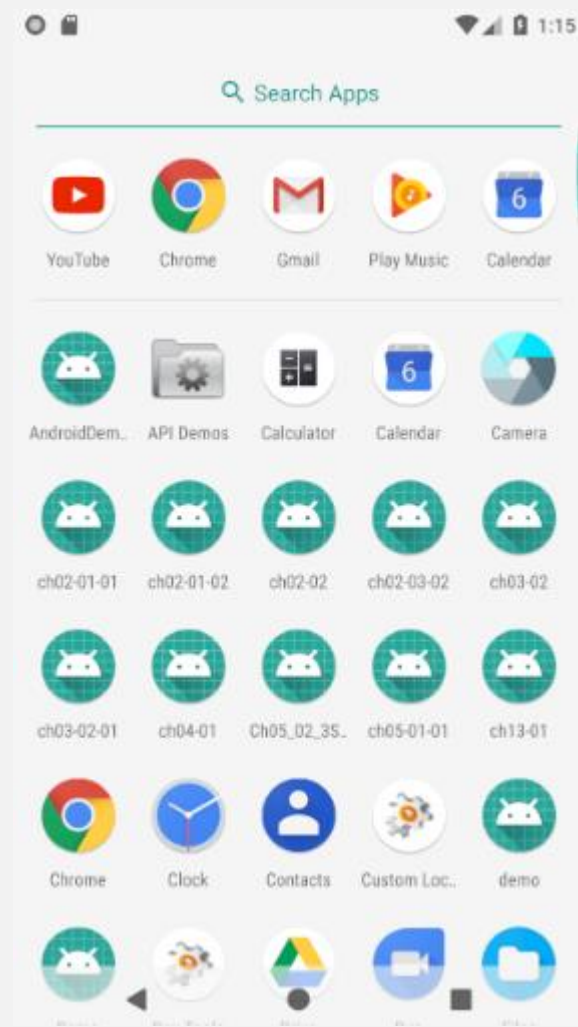 1:15
Search Apps
6
YouTube Chrome Gmail Play Music Calendar
6
AndroidDem.. API Demos Calculator Calendar Camera
ch02-01-01 ch02-01-02 ch02-02 ch02-03-02 ch03-02
ch03-02-01 ch04-01 Ch05_02_3S.. ch05-01-01 ch13-01
Chrome Clock Contacts Custom Loc.. demo